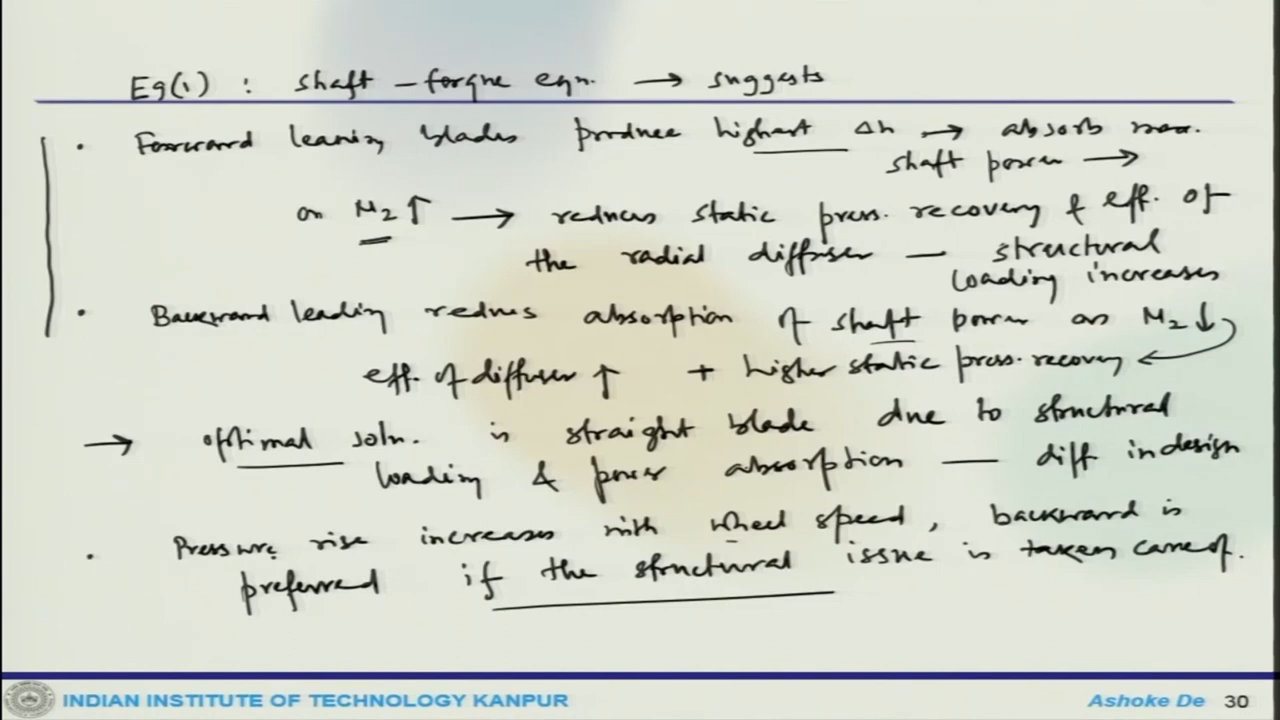 Eq(1) : shaft - torque eqn. → suggests
• Forward leaning blades produce highest Δh → absorb max.
shaft power →
as M2 ↑ → reduces static press. recovery & eff. of
the radial diffuser — structural
loading increases
• Backward leading reduces absorption of shaft power as M2 ↓
eff. of diffuser ↑ + higher static press. recovery ←
→ optimal soln. is straight blade due to structural
loading & power absorption — diff in design
• Pressure rise increases with wheel speed, backward is
preferred if the structural issue is taken care of.
INDIAN INSTITUTE OF TECHNOLOGY KANPUR
Ashoke De 30